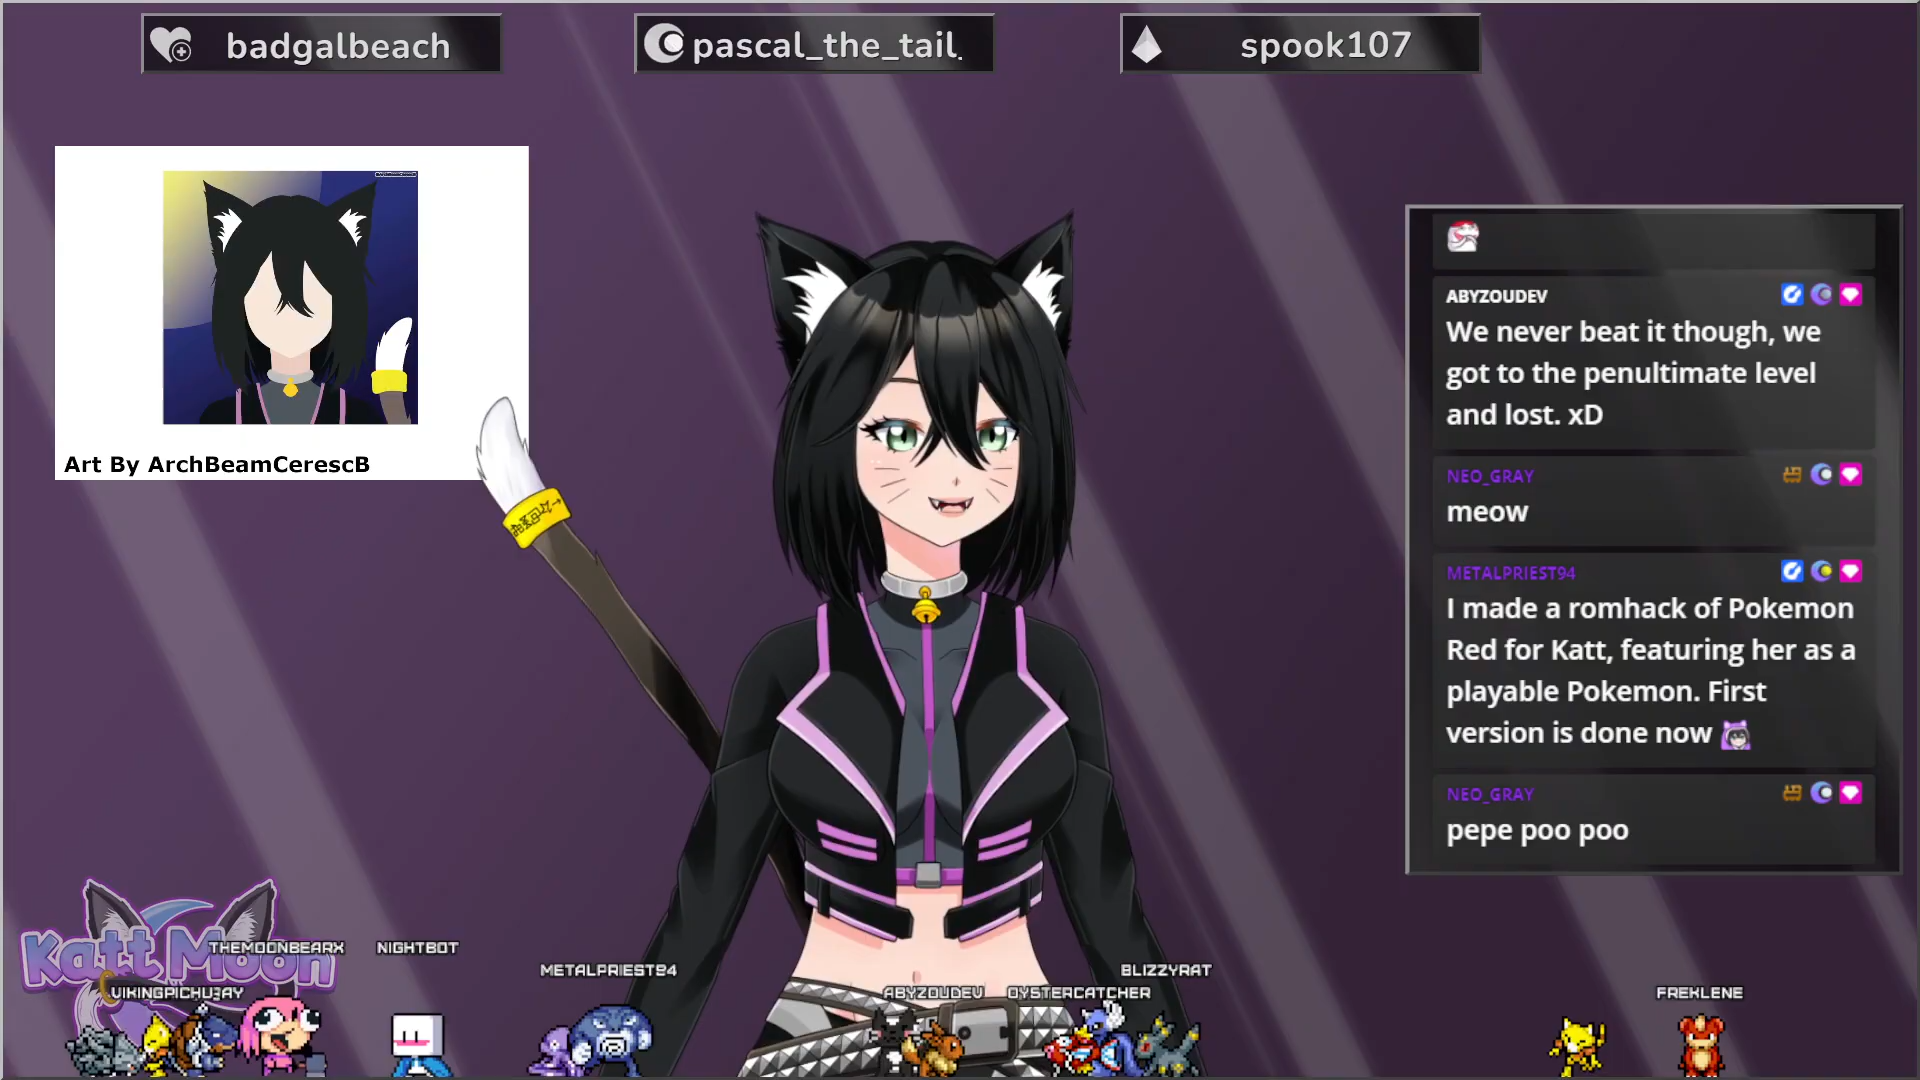 badgalbeach
pascal_the_tail_
spook107
Art By ArchBeamCerescB
ABYZOUDEV
We never beat it though, we
got to the penultimate level
and lost. xD
NEO_GRAY
meow
METALPRIEST94
I made a romhack of Pokemon
Red for Katt, featuring her as a
playable Pokemon. First
version is done now
NEO_GRAY
pepe poo poo
Katt Moon
THEMOONBEARX
NIGHTBOT
METALPRIEST94
BLIZZYRAT
VIKINGPICHU3AY
ABYZOUDEV
OYSTERCATCHER
FREKLENE